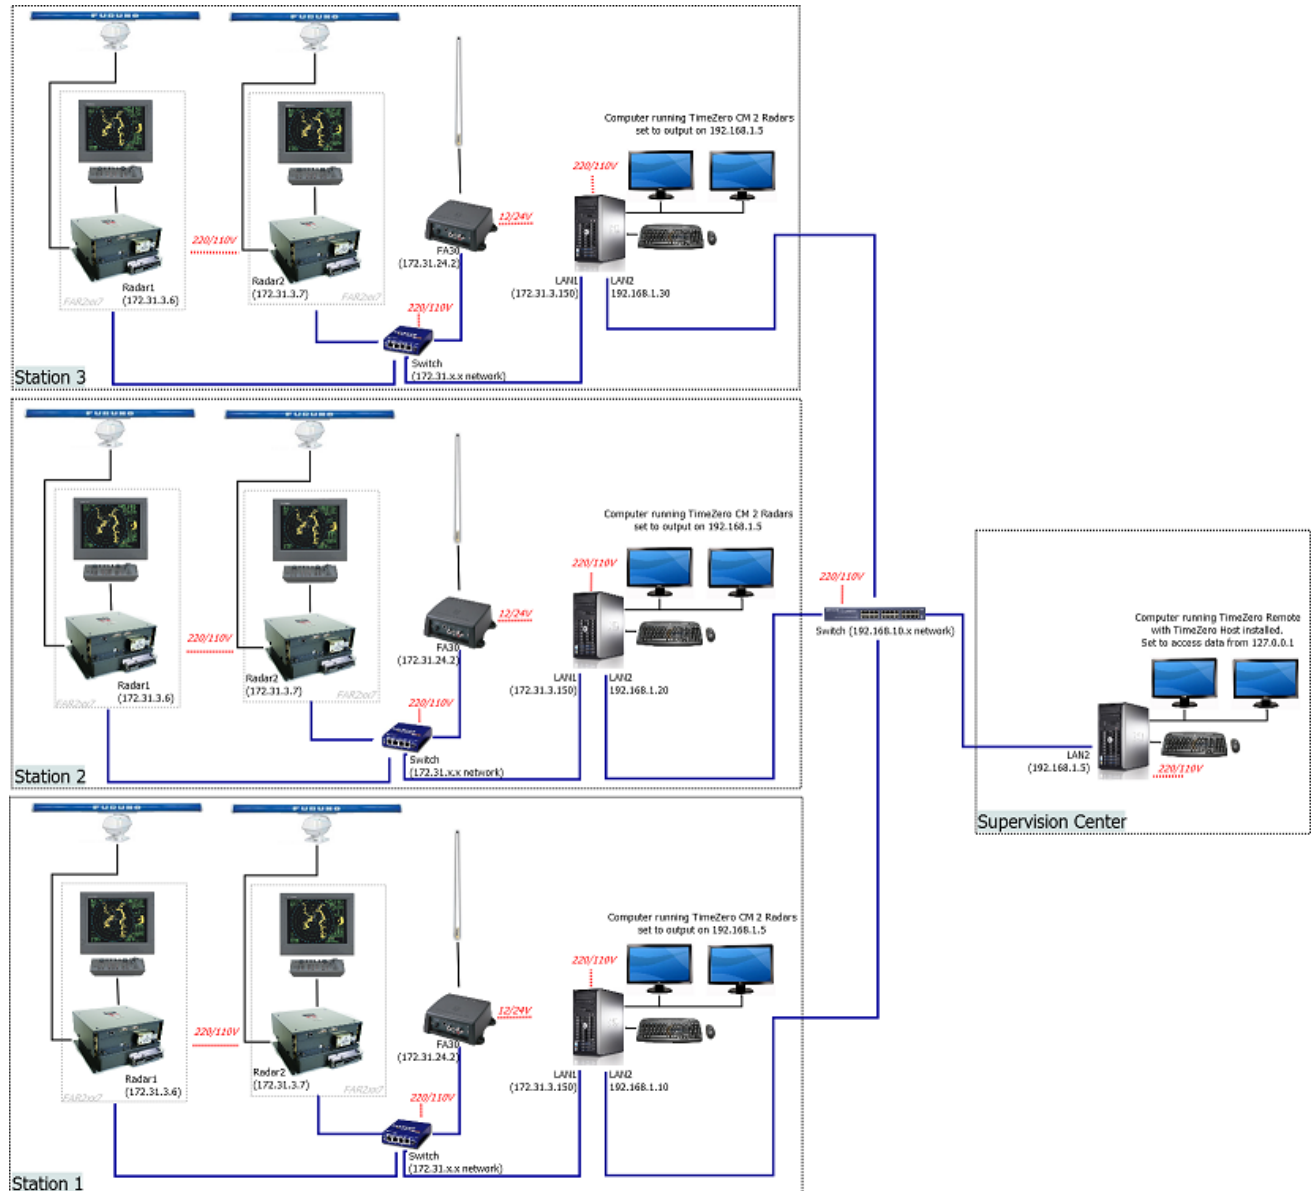 FURUNO
FURUNO
Computer running TimeZero CM 2 Radars
set to output on 192.168.1.5
220/110V
12/24V
220/110V
FA30
(172.31.24.2)
Radar1
(172.31.3.6)
FAR2xx7
Radar2
(172.31.3.7)
FAR2xx7
LAN1
(172.31.3.150)
LAN2
192.168.1.30
220/110V
Switch
(172.31.x.x network)
Station 3
FURUNO
FURUNO
Computer running TimeZero CM 2 Radars
set to output on 192.168.1.5
220/110V
12/24V
220/110V
FA30
(172.31.24.2)
Radar1
(172.31.3.6)
FAR2xx7
Radar2
(172.31.3.7)
FAR2xx7
LAN1
(172.31.3.150)
LAN2
192.168.1.20
220/110V
Switch
(172.31.x.x network)
Station 2
220/110V
Switch (192.168.10.x network)
Computer running TimeZero Remote
with TimeZero Host installed.
Set to access data from 127.0.0.1
LAN2
(192.168.1.5)
220/110V
Supervision Center
FURUNO
FURUNO
Computer running TimeZero CM 2 Radars
set to output on 192.168.1.5
220/110V
12/24V
220/110V
FA30
(172.31.24.2)
Radar1
(172.31.3.6)
FAR2xx7
Radar2
(172.31.3.7)
FAR2xx7
LAN1
(172.31.3.150)
LAN2
192.168.1.10
220/110V
Switch
(172.31.x.x network)
Station 1